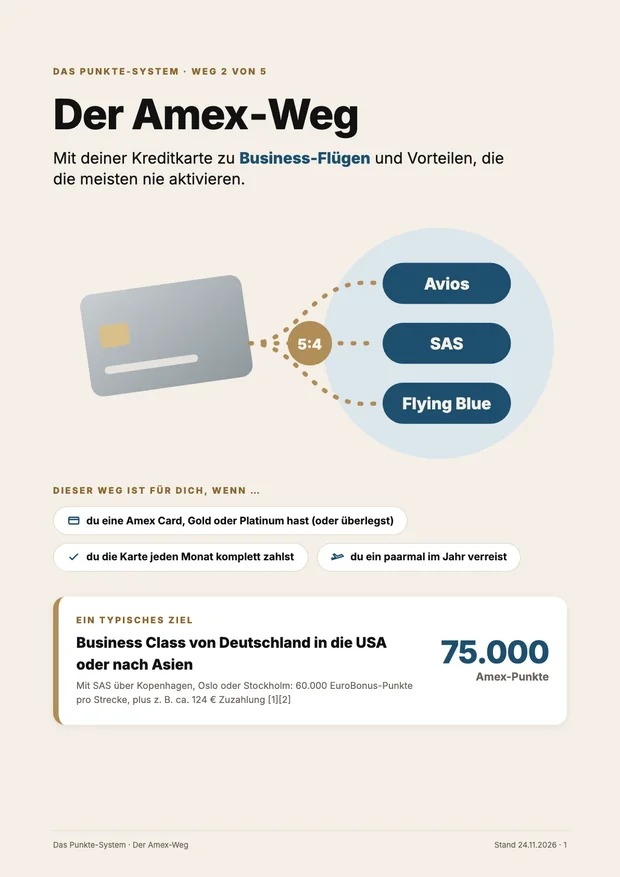 DAS PUNKTE-SYSTEM · WEG 2 VON 5
Der Amex-Weg
Mit deiner Kreditkarte zu Business-Flügen und Vorteilen, die
die meisten nie aktivieren.
5:4
Avios
SAS
Flying Blue
DIESER WEG IST FÜR DICH, WENN …
du eine Amex Card, Gold oder Platinum hast (oder überlegst)
du die Karte jeden Monat komplett zahlst
du ein paarmal im Jahr verreist
EIN TYPISCHES ZIEL
Business Class von Deutschland in die USA
oder nach Asien
Mit SAS über Kopenhagen, Oslo oder Stockholm: 60.000 EuroBonus-Punkte
pro Strecke, plus z. B. ca. 124 € Zuzahlung [1][2]
75.000
Amex-Punkte
Das Punkte-System · Der Amex-Weg
Stand 24.11.2026 · 1